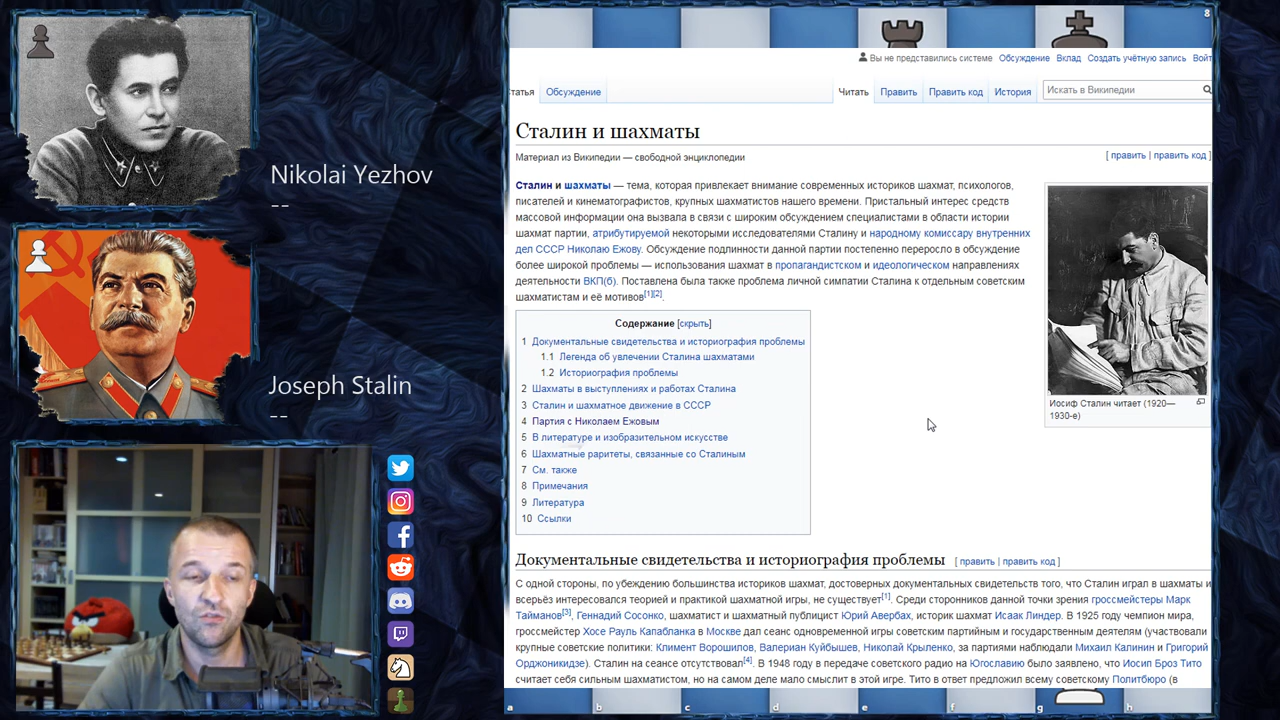 Nikolai Yezhov
--
Joseph Stalin
--
8
Вы не представились системе Обсуждение Вклад Создать учётную запись Войт
татья Обсуждение Читать Править Править код История Искать в Википедии
Сталин и шахматы
Материал из Википедии — свободной энциклопедии
[ править | править код ]
Сталин и шахматы — тема, которая привлекает внимание современных историков шахмат, психологов,
писателей и кинематографистов, крупных шахматистов нашего времени. Пристальный интерес средств
массовой информации она вызвала в связи с широким обсуждением специалистами в области истории
шахмат партии, атрибутируемой некоторыми исследователями Сталину и народному комиссару внутренних
дел СССР Николаю Ежову. Обсуждение подлинности данной партии постепенно переросло в обсуждение
более широкой проблемы — использования шахмат в пропагандистском и идеологическом направлениях
деятельности ВКП(б). Поставлена была также проблема личной симпатии Сталина к отдельным советским
шахматистам и её мотивов[1][2].
Иосиф Сталин читает (1920—
1930-е)
Содержание [скрыть]
1 Документальные свидетельства и историография проблемы
1.1 Легенда об увлечении Сталина шахматами
1.2 Историография проблемы
2 Шахматы в выступлениях и работах Сталина
3 Сталин и шахматное движение в СССР
4 Партия с Николаем Ежовым
5 В литературе и изобразительном искусстве
6 Шахматные раритеты, связанные со Сталиным
7 См. также
8 Примечания
9 Литература
10 Ссылки
Документальные свидетельства и историография проблемы [ править | править код ]
С одной стороны, по убеждению большинства историков шахмат, достоверных документальных свидетельств того, что Сталин играл в шахматы и
всерьёз интересовался теорией и практикой шахматной игры, не существует[1]. Среди сторонников данной точки зрения гроссмейстеры Марк
Тайманов[3], Геннадий Сосонко, шахматист и шахматный публицист Юрий Авербах, историк шахмат Исаак Линдер. В 1925 году чемпион мира,
гроссмейстер Хосе Рауль Капабланка в Москве дал сеанс одновременной игры советским партийным и государственным деятелям (участвовали
крупные советские политики: Климент Ворошилов, Валериан Куйбышев, Николай Крыленко, за партиями наблюдали Михаил Калинин и Григорий
Орджоникидзе). Сталин на сеансе отсутствовал[4]. В 1948 году в передаче советского радио на Югославию было заявлено, что Иосип Броз Тито
считает себя сильным шахматистом, но на самом деле мало смыслит в этой игре. Тито в ответ предложил всему советскому Политбюро (в
a b c d e f g h